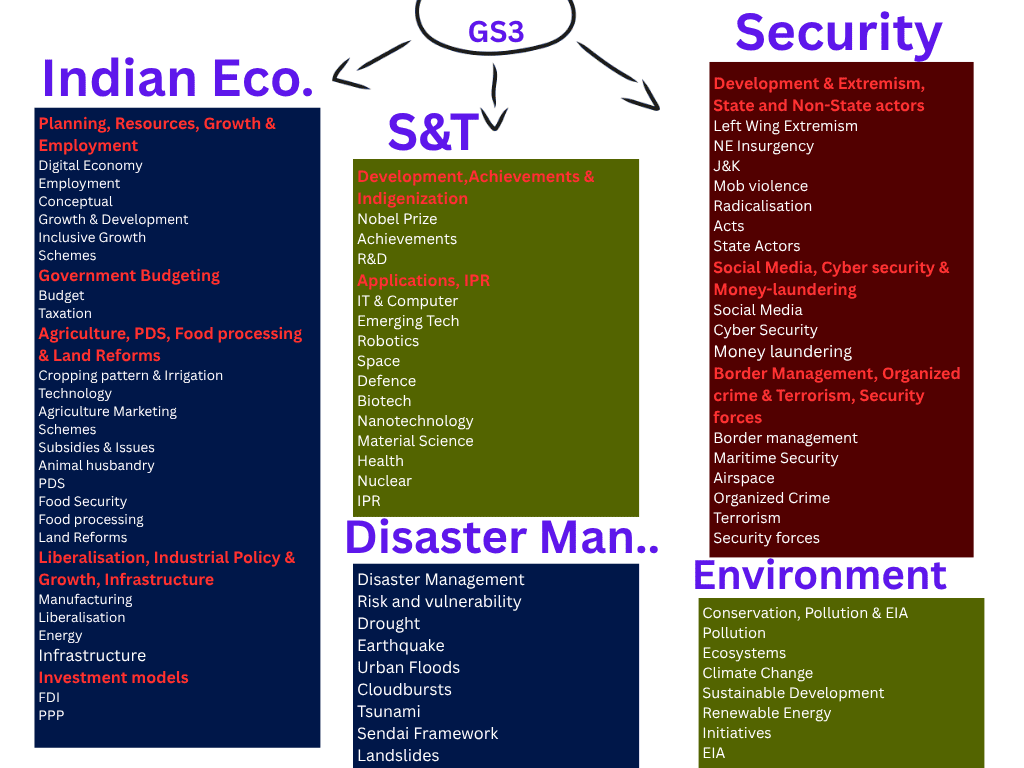 GS3
Indian Eco.
Planning, Resources, Growth &
Employment
Digital Economy
Employment
Conceptual
Growth & Development
Inclusive Growth
Schemes
Government Budgeting
Budget
Taxation
Agriculture, PDS, Food processing
& Land Reforms
Cropping pattern & Irrigation
Technology
Agriculture Marketing
Schemes
Subsidies & Issues
Animal husbandry
PDS
Food Security
Food processing
Land Reforms
Liberalisation, Industrial Policy &
Growth, Infrastructure
Manufacturing
Liberalisation
Energy
Infrastructure
Investment models
FDI
PPP
S&T
Development,Achievements &
Indigenization
Nobel Prize
Achievements
R&D
Applications, IPR
IT & Computer
Emerging Tech
Robotics
Space
Defence
Biotech
Nanotechnology
Material Science
Health
Nuclear
IPR
Disaster Man..
Disaster Management
Risk and vulnerability
Drought
Earthquake
Urban Floods
Cloudbursts
Tsunami
Sendai Framework
Landslides
Security
Development & Extremism,
State and Non-State actors
Left Wing Extremism
NE Insurgency
J&K
Mob violence
Radicalisation
Acts
State Actors
Social Media, Cyber security &
Money-laundering
Social Media
Cyber Security
Money laundering
Border Management, Organized
crime & Terrorism, Security
forces
Border management
Maritime Security
Airspace
Organized Crime
Terrorism
Security forces
Environment
Conservation, Pollution & EIA
Pollution
Ecosystems
Climate Change
Sustainable Development
Renewable Energy
Initiatives
EIA